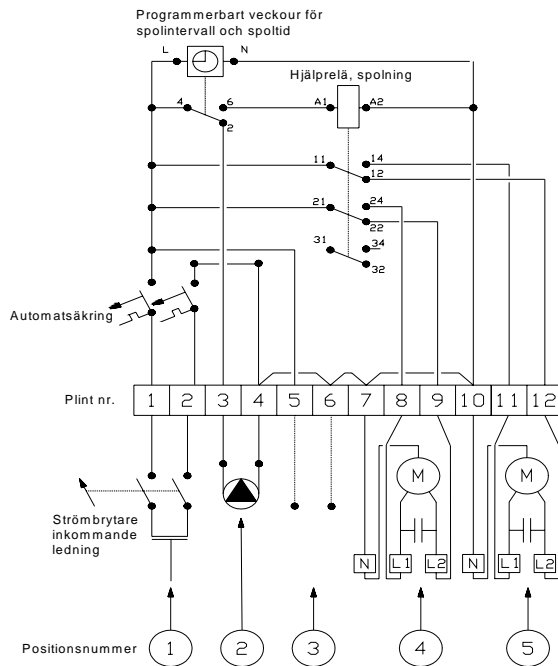 Programmerbart veckour för
spolintervall och spoltid
L N
Hjälprelä, spolning
4 6 A1 A2
2
11 14
12
21 24
22
31 34
32
Automatsäkring
Plint nr. 1 2 3 4 5 6 7 8 9 10 11 12
M M
Strömbrytare
inkommande
ledning
N L1 L2 N L1 L2
Positionsnummer 1 2 3 4 5